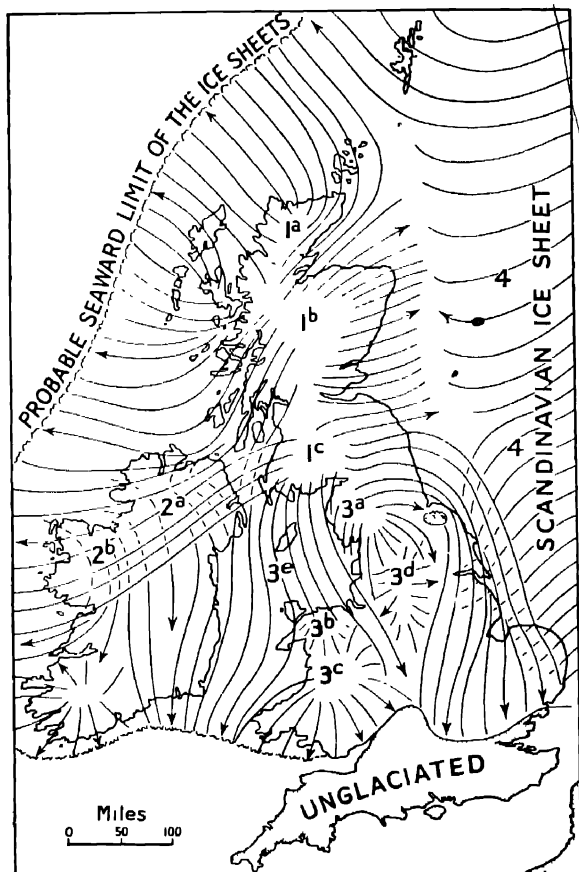 PROBABLE SEAWARD LIMIT OF THE ICE SHEETS
1a
1b
4
SCANDINAVIAN ICE SHEET
1c
4
2a
3a
2b
3e
3d
3b
3c
UNGLACIATED
Miles
0 50 100